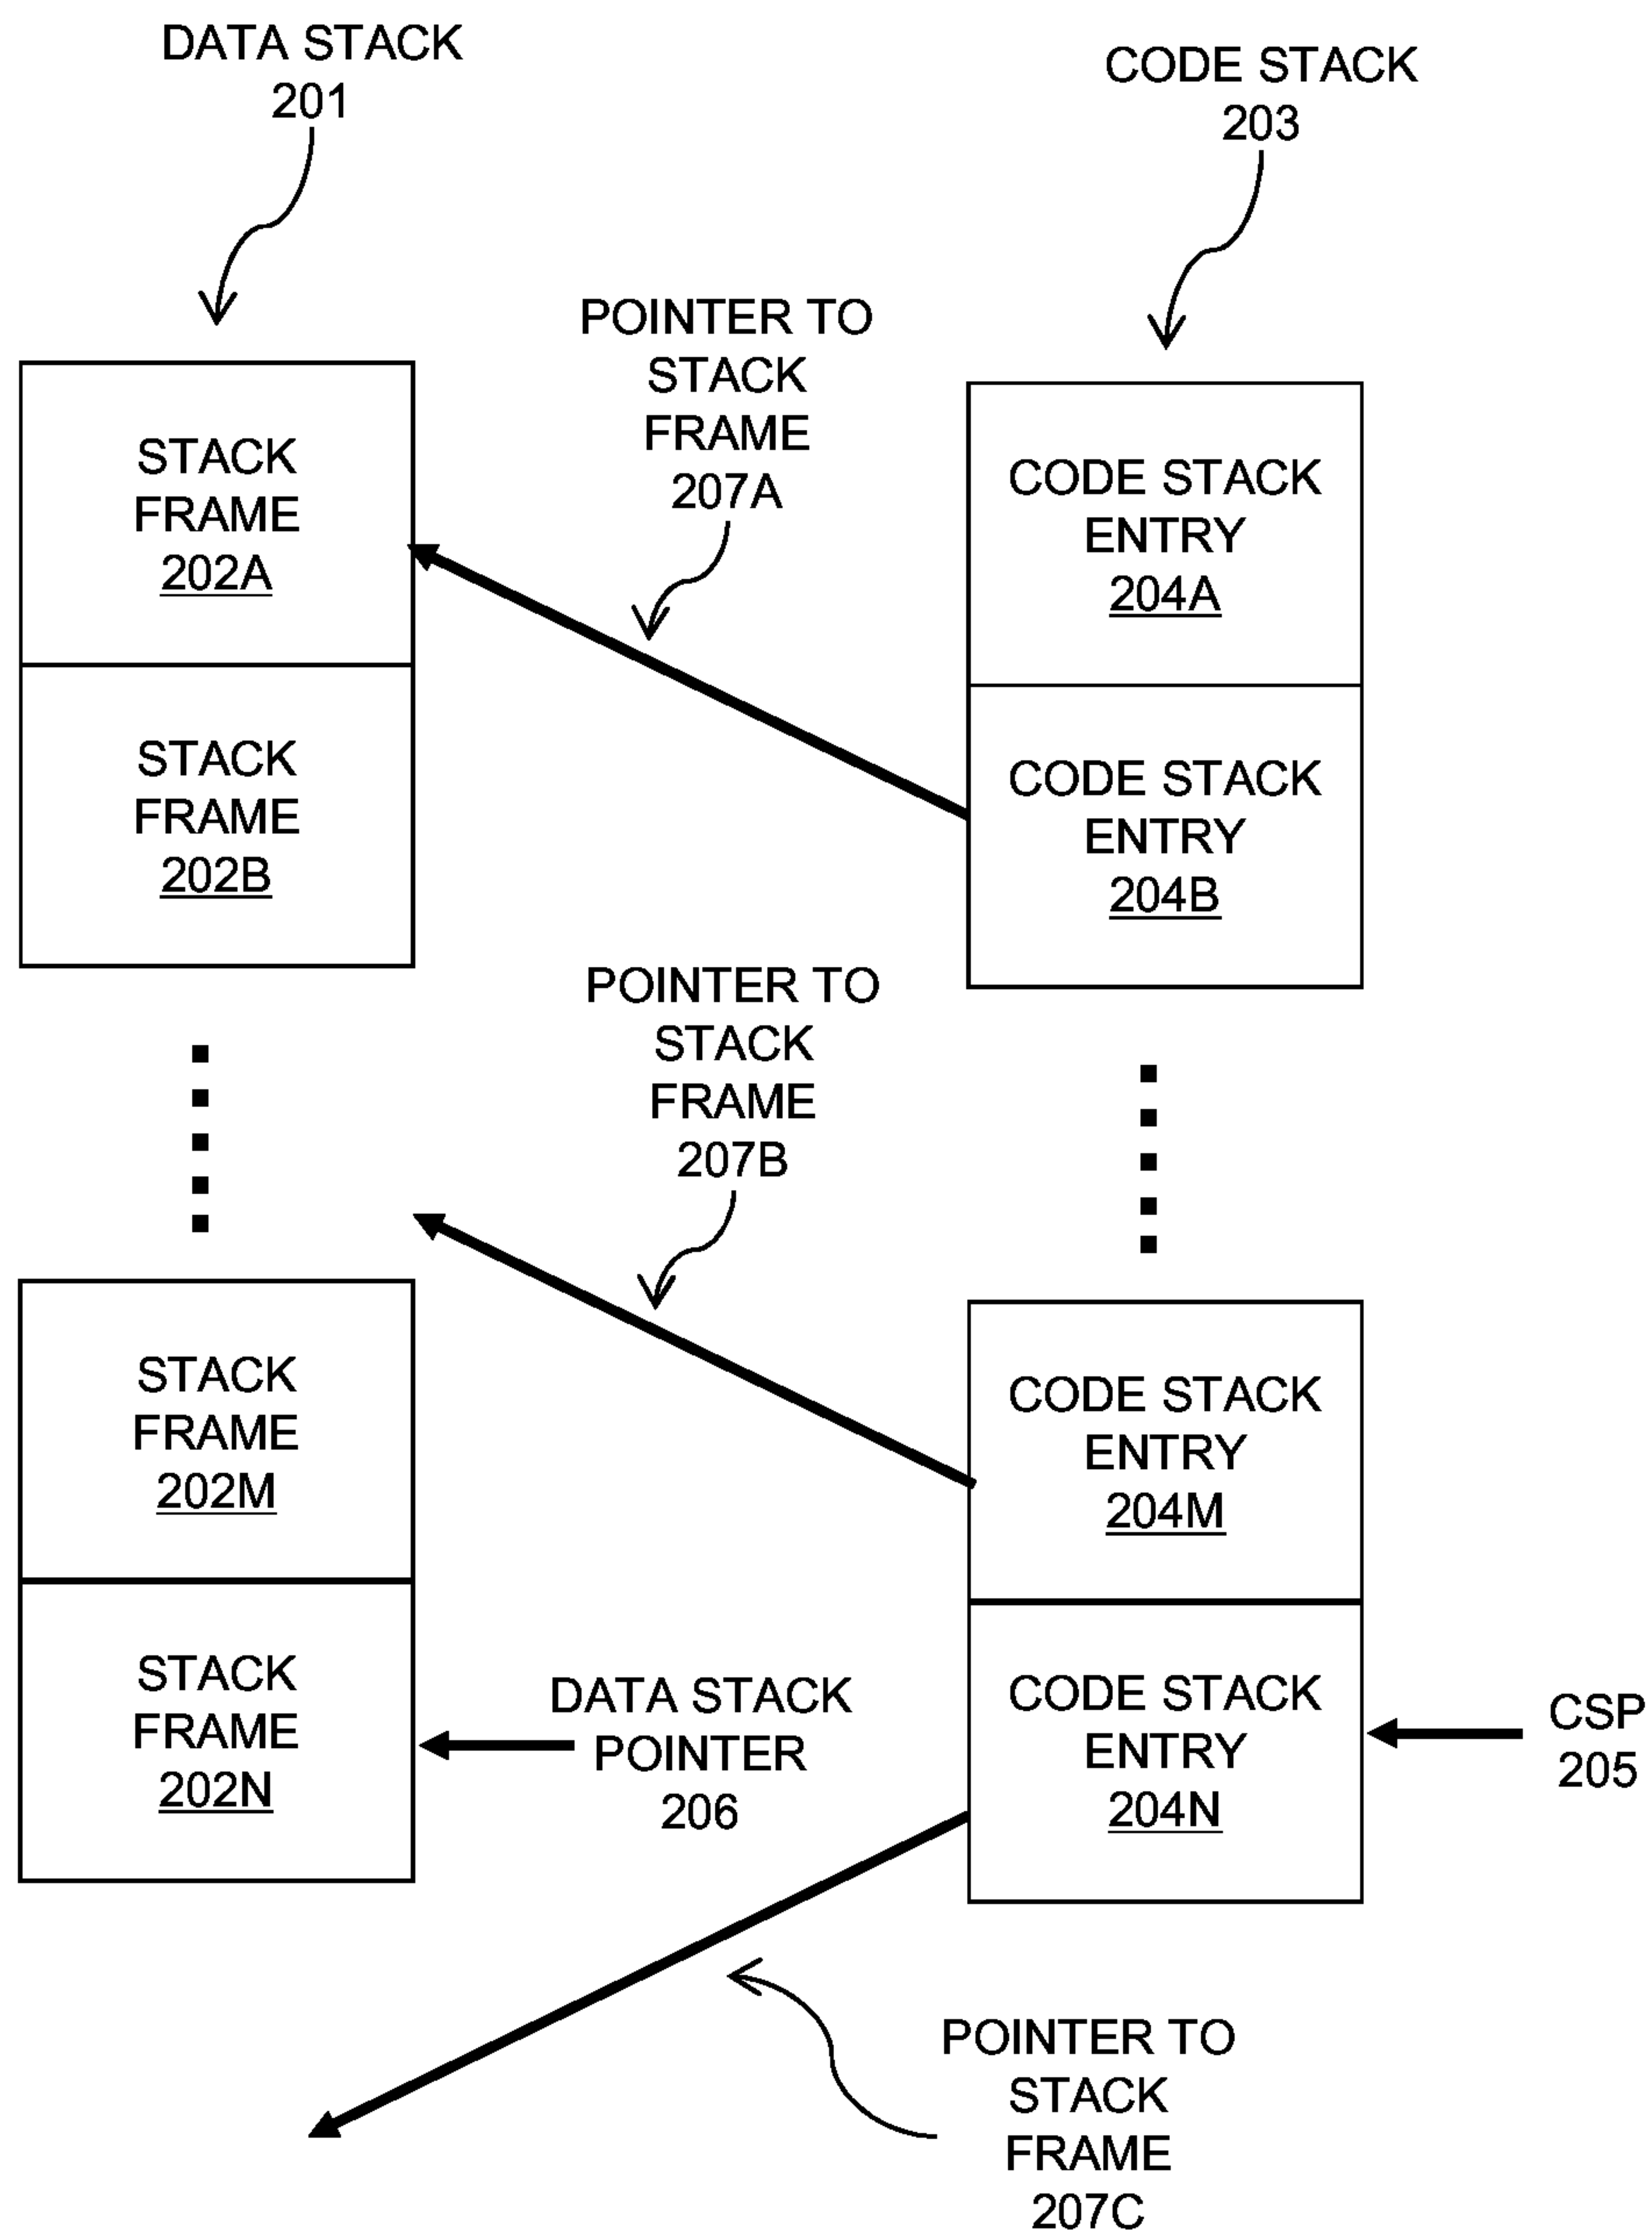 DATA STACK
201
CODE STACK
203
POINTER TO
STACK
FRAME
207A
STACK
FRAME
202A
CODE STACK
ENTRY
204A
STACK
FRAME
202B
CODE STACK
ENTRY
204B
POINTER TO
STACK
FRAME
207B
STACK
FRAME
202M
CODE STACK
ENTRY
204M
STACK
FRAME
202N
DATA STACK
POINTER
206
CODE STACK
ENTRY
204N
CSP
205
POINTER TO
STACK
FRAME
207C